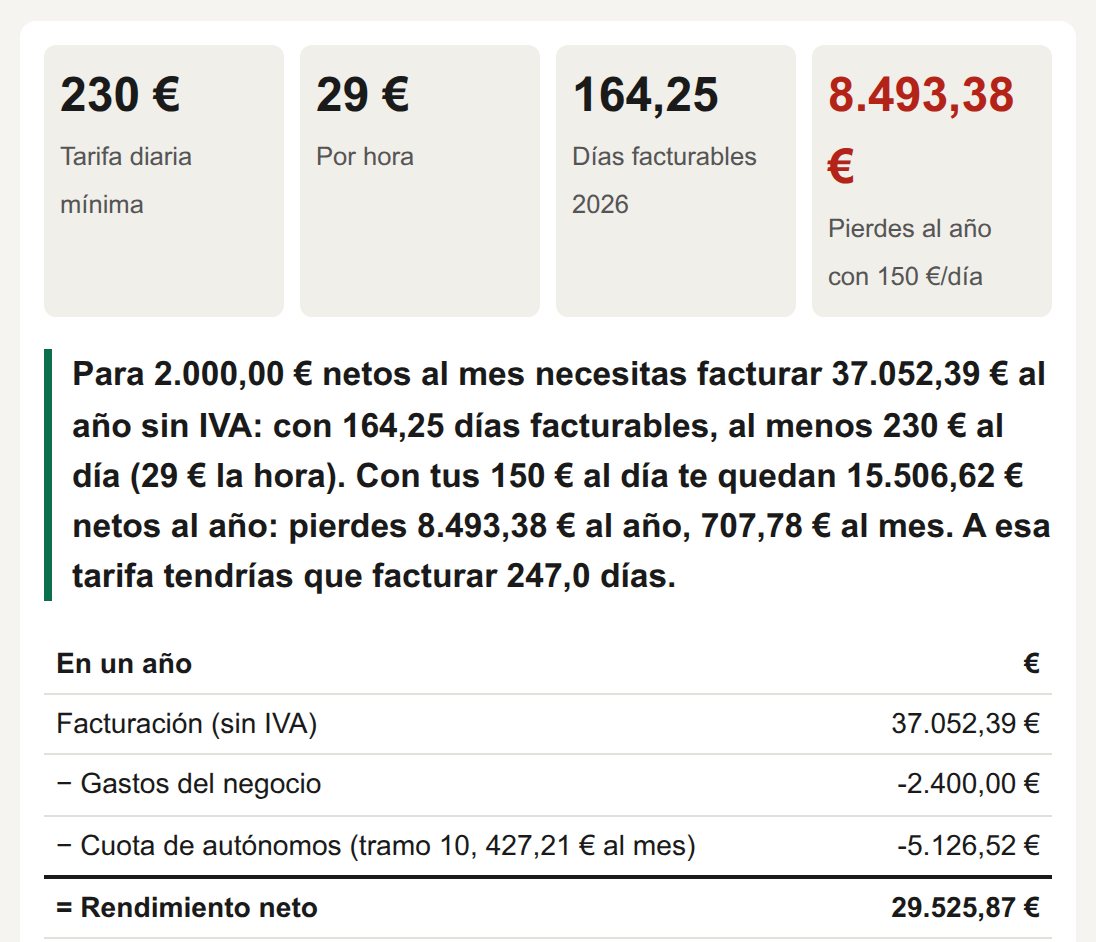 230 €
Tarifa diaria
mínima
29 €
Por hora
164,25
Días facturables
2026
8.493,38
€
Pierdes al año
con 150 €/día
Para 2.000,00 € netos al mes necesitas facturar 37.052,39 € al
año sin IVA: con 164,25 días facturables, al menos 230 € al
día (29 € la hora). Con tus 150 € al día te quedan 15.506,62 €
netos al año: pierdes 8.493,38 € al año, 707,78 € al mes. A esa
tarifa tendrías que facturar 247,0 días.
En un año €
Facturación (sin IVA) 37.052,39 €
− Gastos del negocio -2.400,00 €
− Cuota de autónomos (tramo 10, 427,21 € al mes) -5.126,52 €
= Rendimiento neto 29.525,87 €